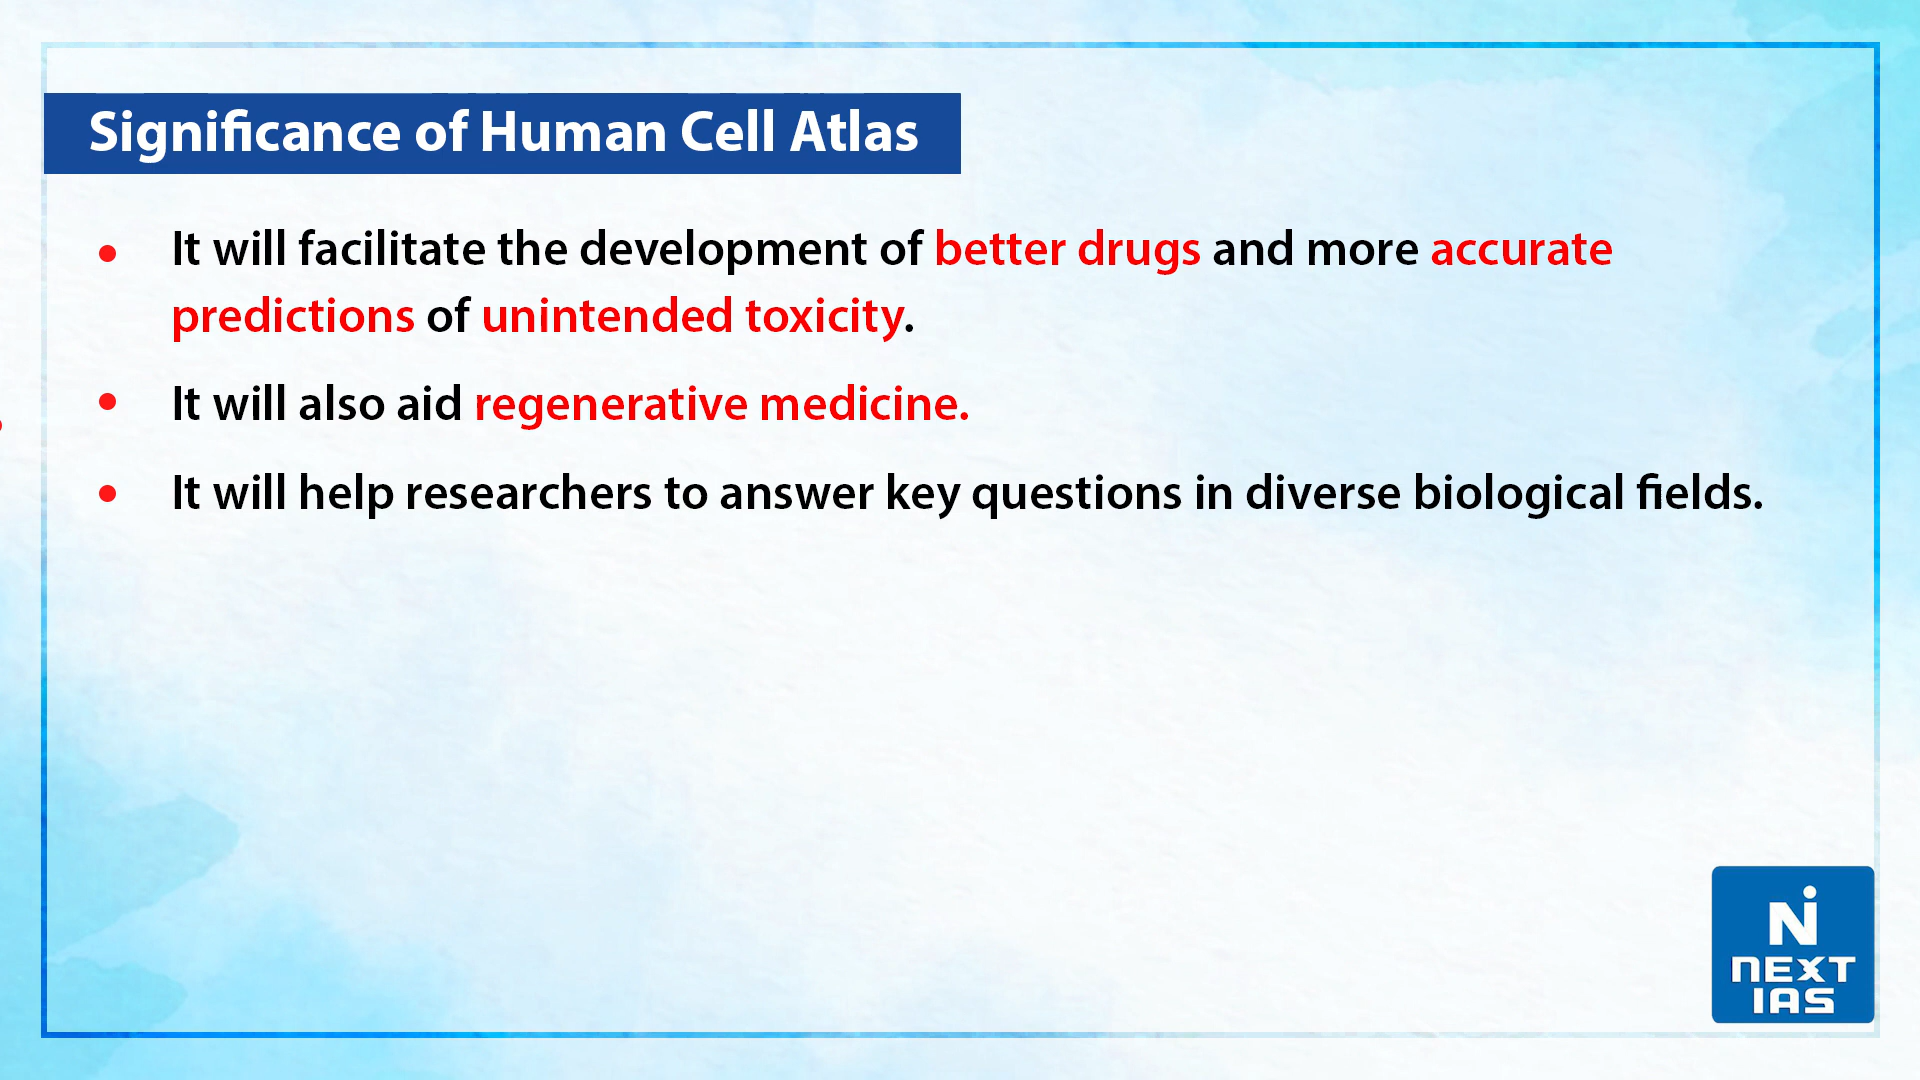 Significance of Human Cell Atlas
• It will facilitate the development of better drugs and more accurate
predictions of unintended toxicity.
• It will also aid regenerative medicine.
• It will help researchers to answer key questions in diverse biological fields.
N
NEXT
IAS